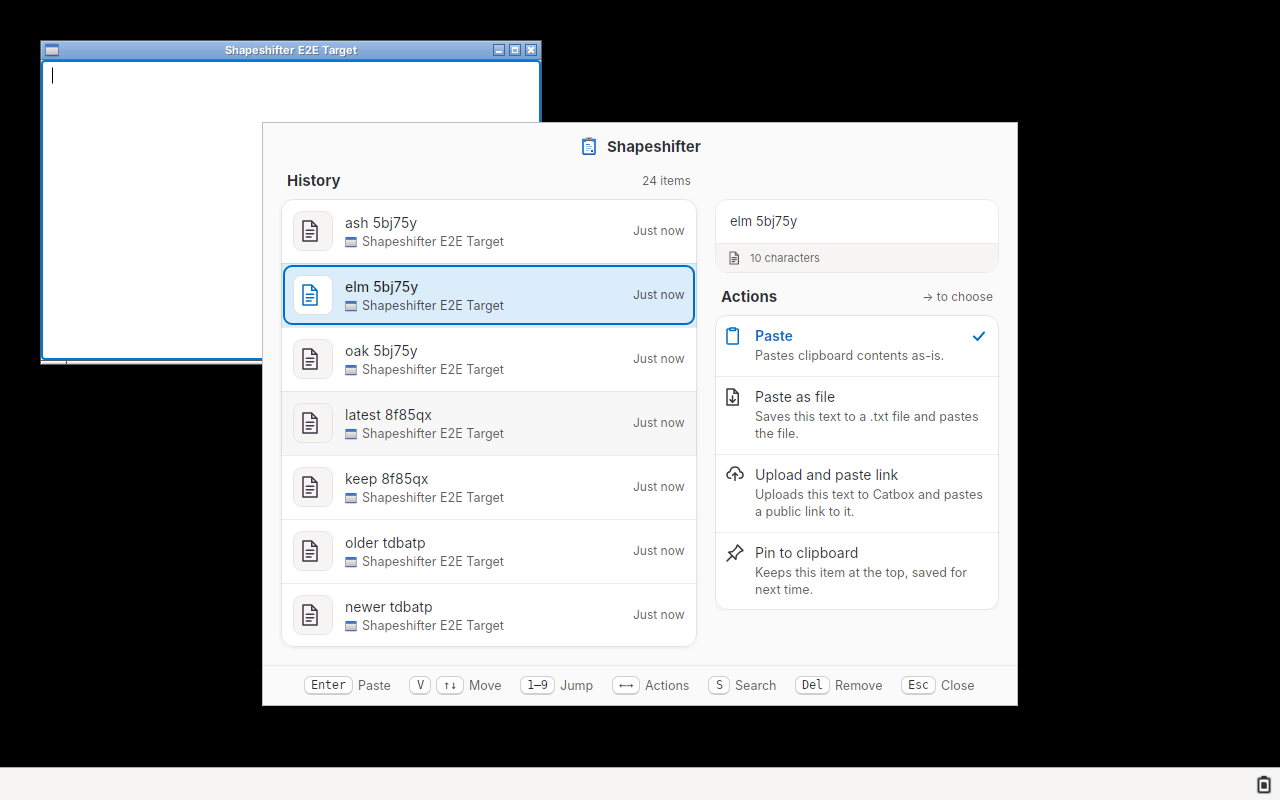 Shapeshifter E2E Target
Shapeshifter
History
24 items
ash 5bj75y
Shapeshifter E2E Target
Just now
elm 5bj75y
Shapeshifter E2E Target
Just now
oak 5bj75y
Shapeshifter E2E Target
Just now
latest 8f85qx
Shapeshifter E2E Target
Just now
keep 8f85qx
Shapeshifter E2E Target
Just now
older tdbatp
Shapeshifter E2E Target
Just now
newer tdbatp
Shapeshifter E2E Target
Just now
elm 5bj75y
10 characters
Actions
→ to choose
Paste
Pastes clipboard contents as-is.
Paste as file
Saves this text to a .txt file and pastes
the file.
Upload and paste link
Uploads this text to Catbox and pastes
a public link to it.
Pin to clipboard
Keeps this item at the top, saved for
next time.
Enter Paste V ↑↓ Move 1–9 Jump ←→ Actions S Search Del Remove Esc Close